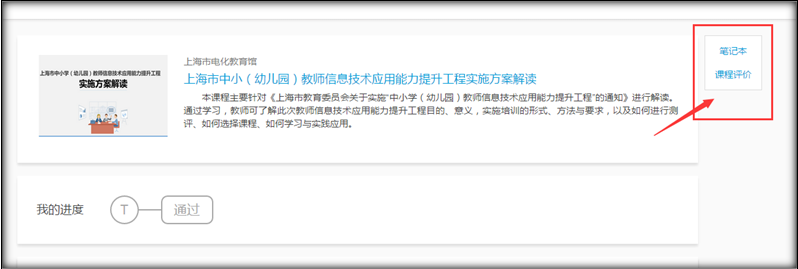 上海市电化教育馆
上海市中小（幼儿园）教师信息技术应用能力提升工程实施方案解读
本课程主要针对《上海市教育委员会关于实施“中小学（幼儿园）教师信息技术应用能力提升工程”的通知》进行解读。
通过学习，教师可了解此次教师信息技术应用能力提升工程目的、意义，实施培训的形式、方法与要求，以及如何进行测
评、如何选择课程、如何学习与实践应用。
上海市中小学（幼儿园）教师信息技术应用能力提升工程
实施方案解读
笔记本
课程评价
我的进度
T
通过